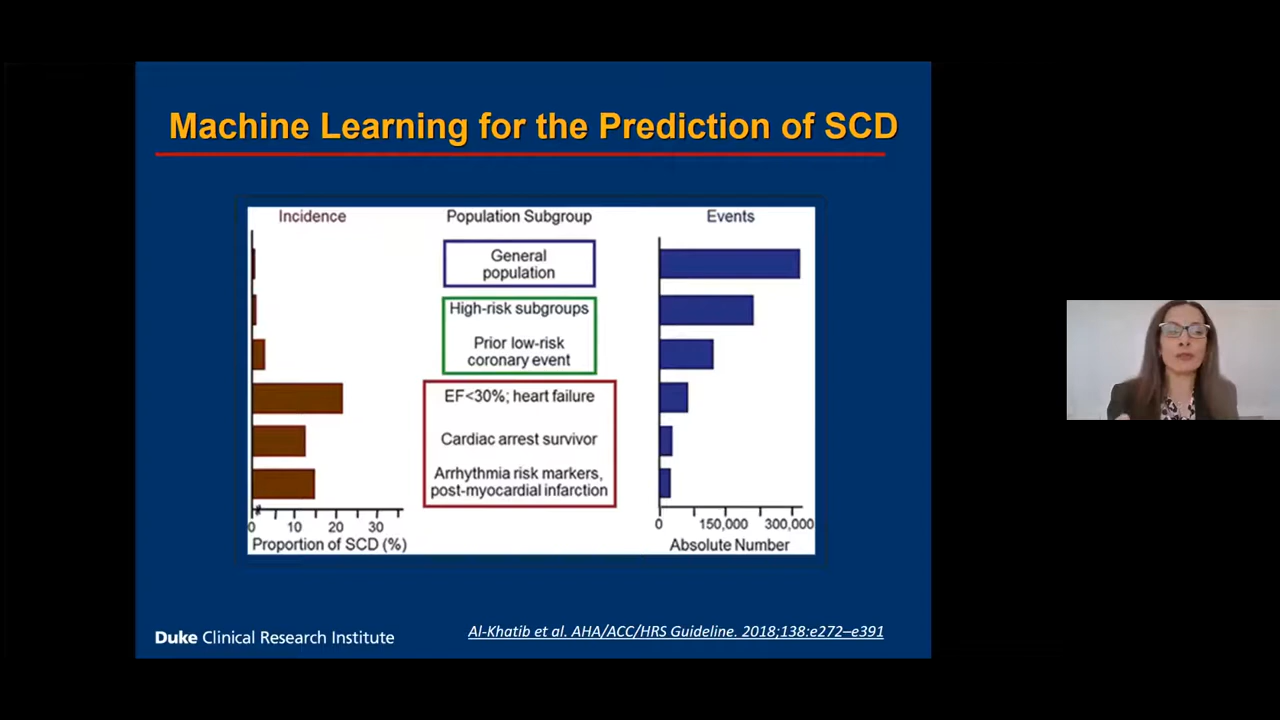 Machine Learning for the Prediction of SCD
Incidence
Population Subgroup
Events
General
population
High-risk subgroups
Prior low-risk
coronary event
EF<30%; heart failure
Cardiac arrest survivor
Arrhythmia risk markers,
post-myocardial infarction
0 10 20 30
Proportion of SCD (%)
0 150,000 300,000
Absolute Number
Duke Clinical Research Institute
Al-Khatib et al. AHA/ACC/HRS Guideline. 2018;138:e272–e391